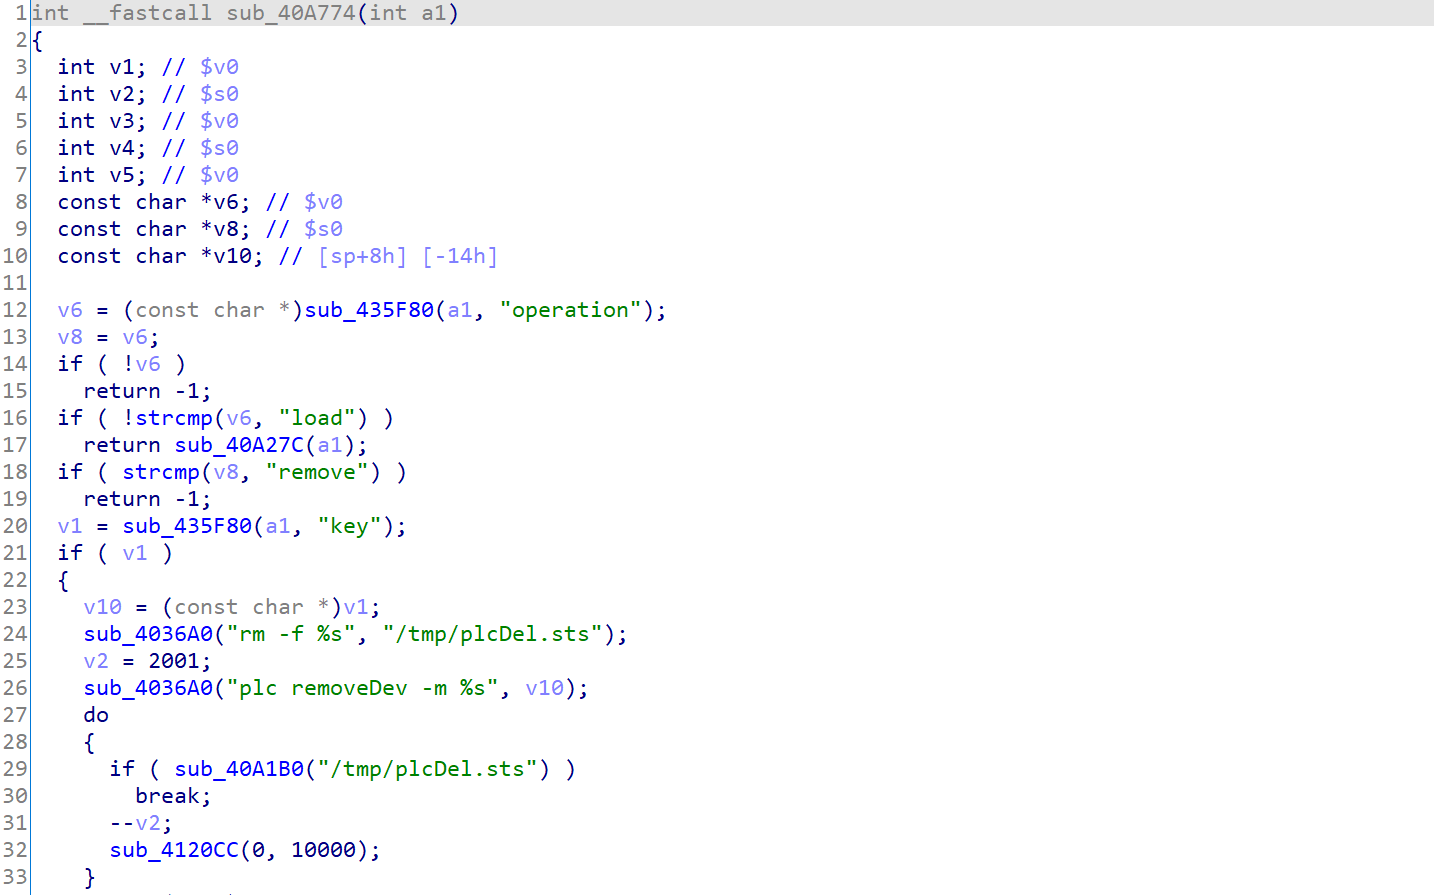 1 int __fastcall sub_40A774(int a1)
2 {
3   int v1; // $v0
4   int v2; // $s0
5   int v3; // $v0
6   int v4; // $s0
7   int v5; // $v0
8   const char *v6; // $v0
9   const char *v8; // $s0
10   const char *v10; // [sp+8h] [-14h]
11
12   v6 = (const char *)sub_435F80(a1, "operation");
13   v8 = v6;
14   if ( !v6 )
15     return -1;
16   if ( !strcmp(v6, "load") )
17     return sub_40A27C(a1);
18   if ( strcmp(v8, "remove") )
19     return -1;
20   v1 = sub_435F80(a1, "key");
21   if ( v1 )
22   {
23     v10 = (const char *)v1;
24     sub_4036A0("rm -f %s", "/tmp/plcDel.sts");
25     v2 = 2001;
26     sub_4036A0("plc removeDev -m %s", v10);
27     do
28     {
29       if ( sub_40A1B0("/tmp/plcDel.sts") )
30         break;
31       --v2;
32       sub_4120CC(0, 10000);
33     }